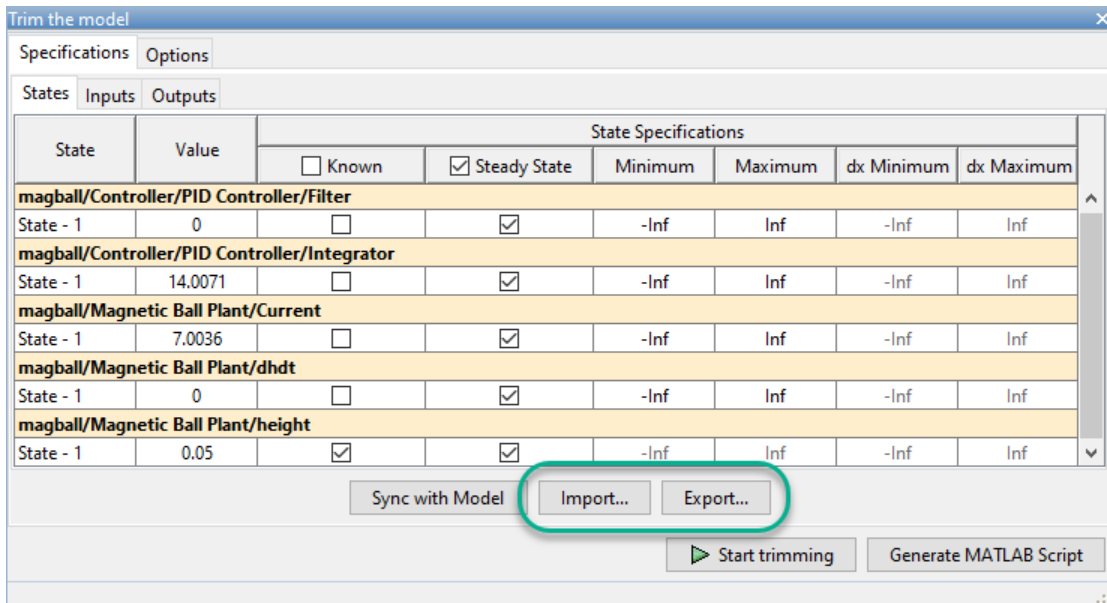 Trim the model
Specifications Options
States Inputs Outputs
State Value State Specifications
Known Steady State Minimum Maximum dx Minimum dx Maximum
magball/Controller/PID Controller/Filter
State - 1 0 -Inf Inf -Inf Inf
magball/Controller/PID Controller/Integrator
State - 1 14.0071 -Inf Inf -Inf Inf
magball/Magnetic Ball Plant/Current
State - 1 7.0036 -Inf Inf -Inf Inf
magball/Magnetic Ball Plant/dhdt
State - 1 0 -Inf Inf -Inf Inf
magball/Magnetic Ball Plant/height
State - 1 0.05 -Inf Inf -Inf Inf
Sync with Model Import... Export...
Start trimming Generate MATLAB Script